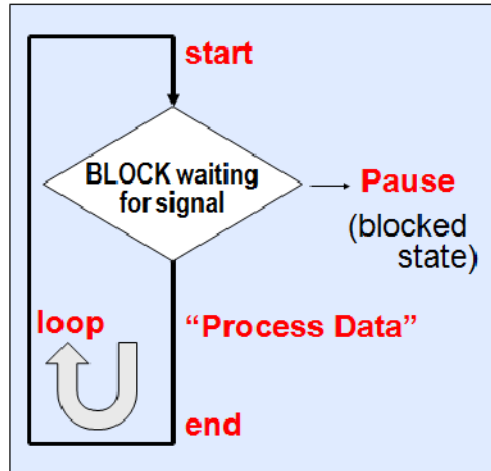 start
BLOCK waiting
for signal
Pause
(blocked
state)
loop
“Process Data”
end